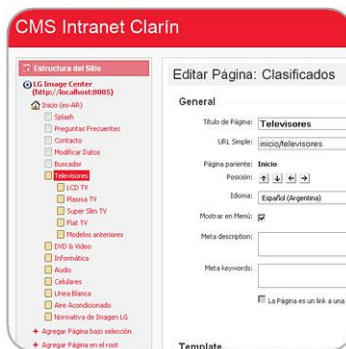 CMS Intranet Clarín
Estructura del Sitio
LG Image Center
(http://localhost:8085)
Inicio (es-AR)
Splash
Preguntas Frecuentes
Contacto
Modificar Datos
Buscador
Televisores
LCD TV
Plasma TV
Super Slim TV
Flat TV
Modelos anteriores
DVD & Video
Informática
Audio
Celulares
Línea Blanca
Aire Acondicionado
Normativa de Imagen LG
Agregar Página bajo selección
Agregar Página en el root
Editar Página: Clasificados
General
Título de Página: Televisores
URL Simple: inicio/televisores
Página pariente: Inicio
Posición:
Idioma: Español (Argentina)
Mostrar en Menú:
Meta description:
Meta keywords:
La Página es un link a una
Template